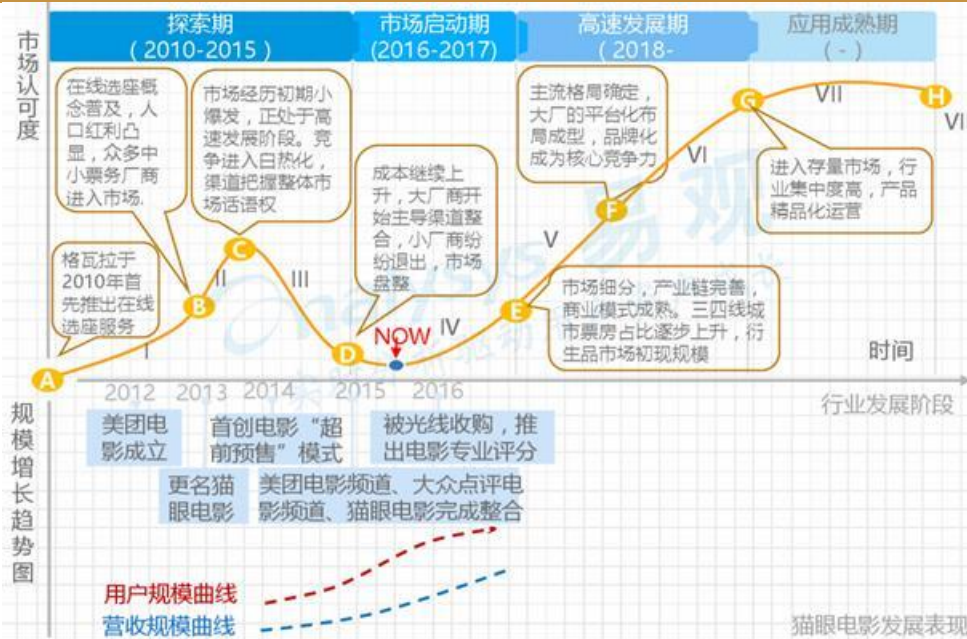 探索期
(2010-2015)
市场启动期
(2016-2017)
高速发展期
(2018-
应用成熟期
(-)
市场认可度
在线选座概
念普及，人
口红利凸
显，众多中
小票务厂商
进入市场.
市场经历初期小
爆发，正处于高
速发展阶段。竞
争进入白热化，
渠道把握整体市
场话语权
成本继续上
升，大厂商开
始主导渠道整
合，小厂商纷
纷退出，市场
盘整
主流格局确定，
大厂的平台化布
局成型，品牌化
成为核心竞争力
进入存量市场，行
业集中度高，产品
精品化运营
格瓦拉于
2010年首
先推出在线
选座服务
市场细分，产业链完善，
商业模式成熟。三四线城
市票房占比逐步上升，衍
生品市场初现规模
A
I
B
II
C
III
D
NOW
IV
E
V
F
VI
G
VII
H
VI
Analysys易观
时间
2012
2013
2014
2015
2016
行业发展阶段
规模增长趋势图
美团电
影成立
首创电影“超
前预售”模式
被光线收购，推
出电影专业评分
更名猫
眼电影
美团电影频道、大众点评电
影频道、猫眼电影完成整合
用户规模曲线
营收规模曲线
猫眼电影发展表现